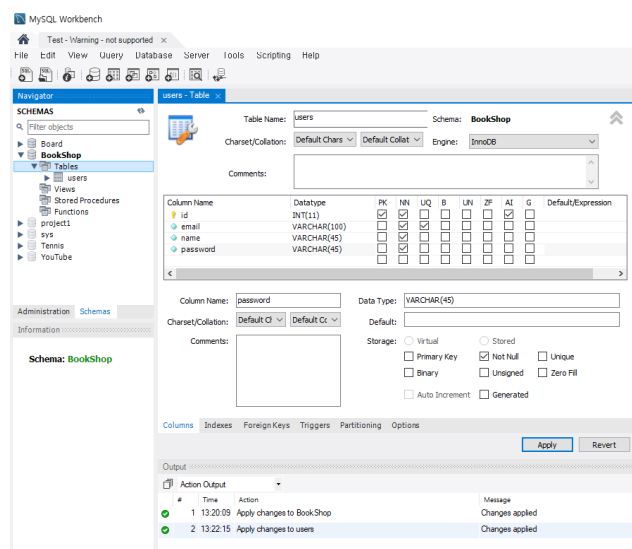 MySQL Workbench
Test - Warning - not supported ×
File Edit View Query Database Server Tools Scripting Help
Navigator
users - Table ×
SCHEMAS
Filter objects
Board
BookShop
Tables
users
Views
Stored Procedures
Functions
project1
sys
Tennis
YouTube
Administration Schemas
Information
Schema: BookShop
Table Name: users Schema: BookShop
Charset/Collation: Default Chars Default Collat Engine: InnoDB
Comments:
Column Name Datatype PK NN UQ B UN ZF AI G Default/Expression
id INT(11)
email VARCHAR(100)
name VARCHAR(45)
password VARCHAR(45)
Column Name: password Data Type: VARCHAR(45)
Charset/Collation: Default Cl Default Cc Default:
Comments: Storage: Virtual Stored
Primary Key Not Null Unique
Binary Unsigned Zero Fill
Auto Increment Generated
Columns Indexes Foreign Keys Triggers Partitioning Options
Apply Revert
Output
Action Output
# Time Action Message
1 13:20:09 Apply changes to BookShop Changes applied
2 13:22:15 Apply changes to users Changes applied